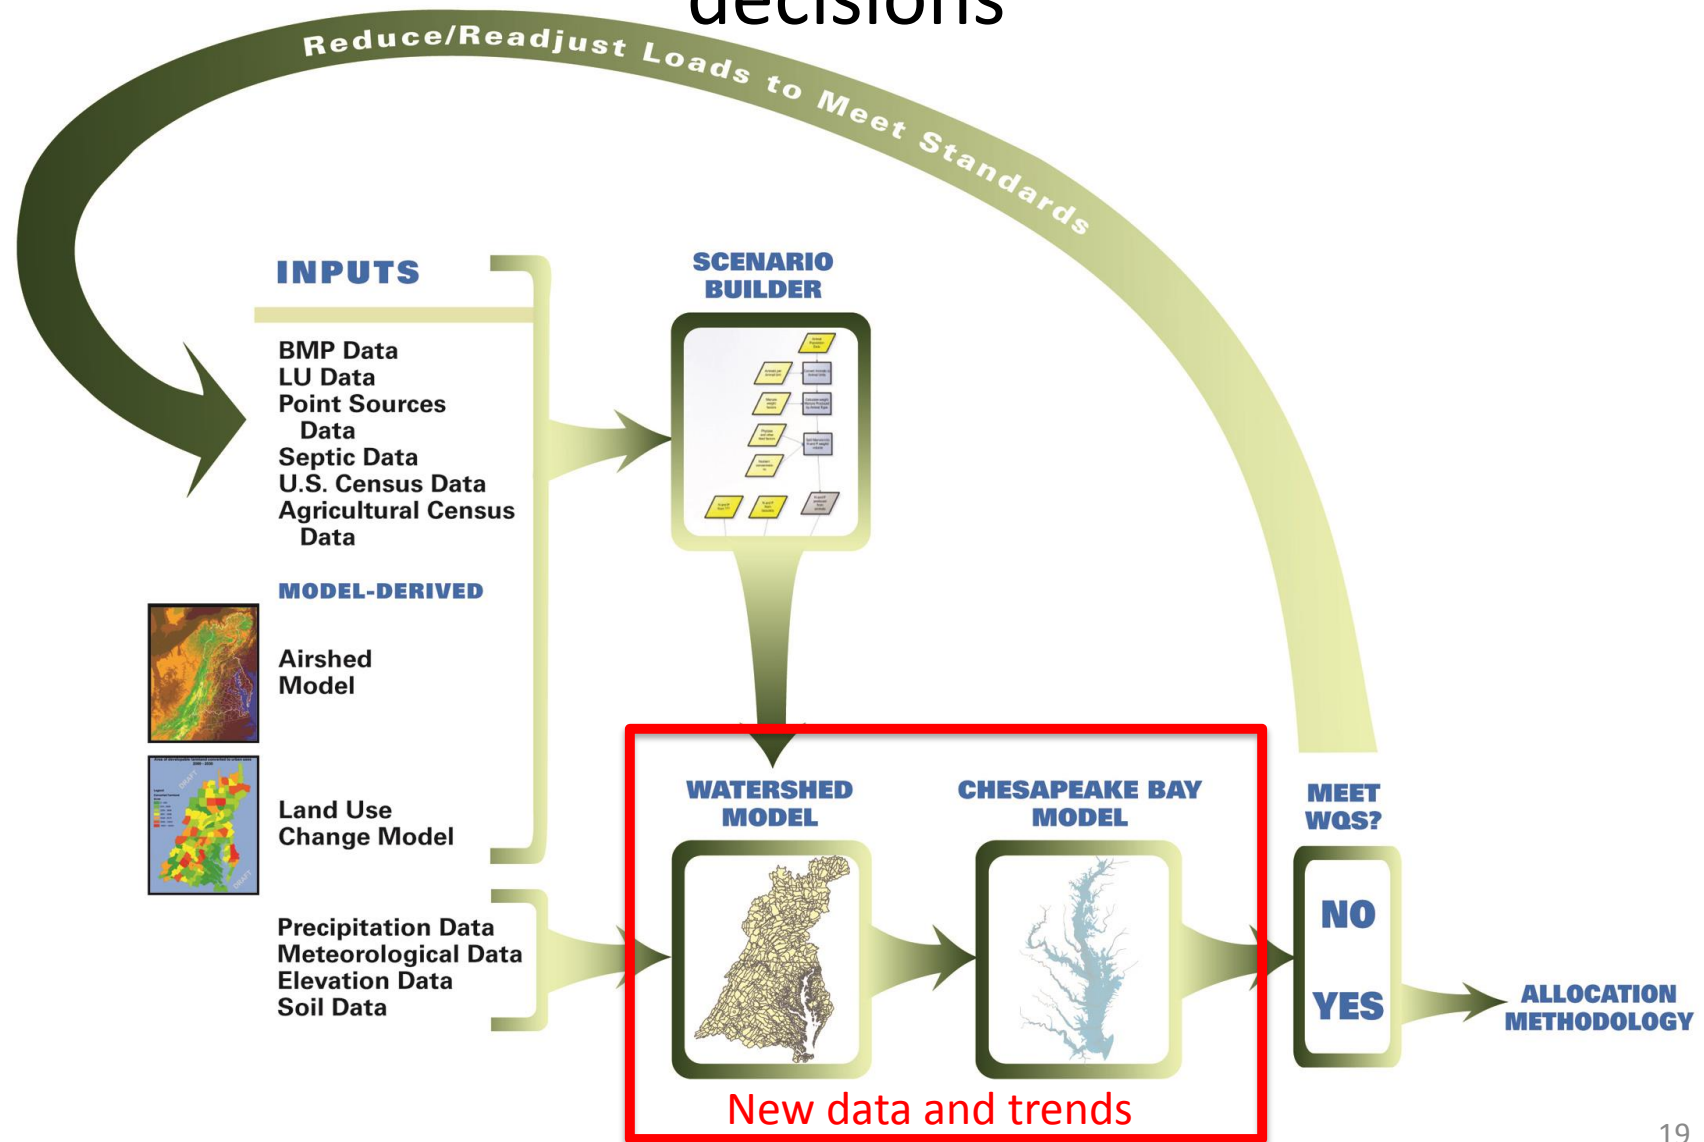 decisions
Reduce/Readjust Loads to Meet Standards
INPUTS
BMP Data
LU Data
Point Sources
Data
Septic Data
U.S. Census Data
Agricultural Census
Data
MODEL-DERIVED
Airshed
Model
Land Use
Change Model
Precipitation Data
Meteorological Data
Elevation Data
Soil Data
SCENARIO
BUILDER
WATERSHED
MODEL
CHESAPEAKE BAY
MODEL
New data and trends
MEET
WQS?
NO
YES
ALLOCATION
METHODOLOGY
DRAFT
DRAFT
19